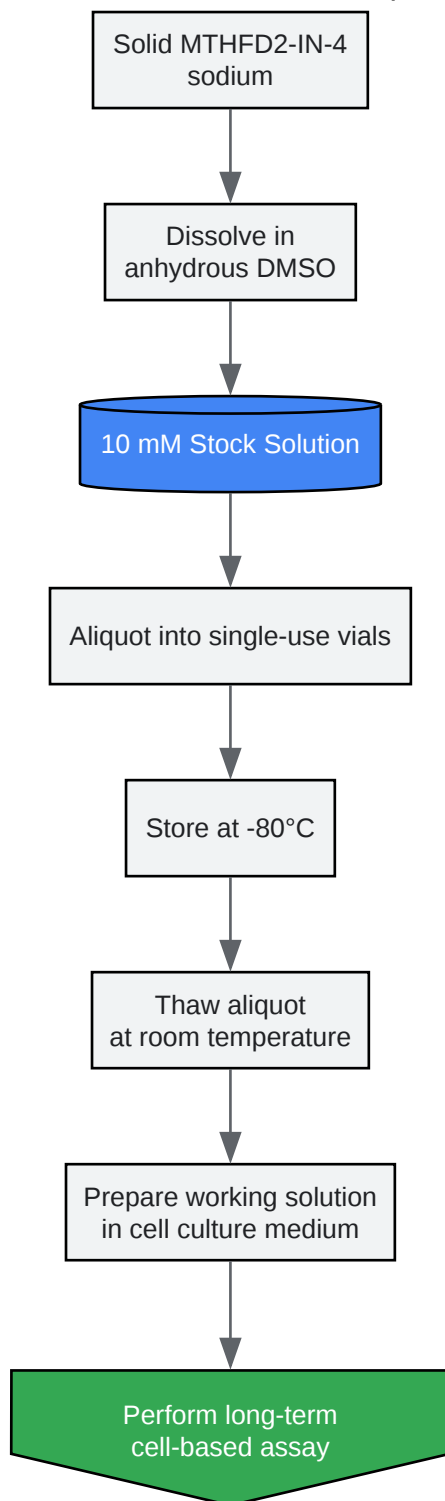 Solid MTHFD2-IN-4
sodium
Dissolve in
anhydrous DMSO
10 mM Stock Solution
Aliquot into single-use vials
Store at -80°C
Thaw aliquot
at room temperature
Prepare working solution
in cell culture medium
Perform long-term
cell-based assay